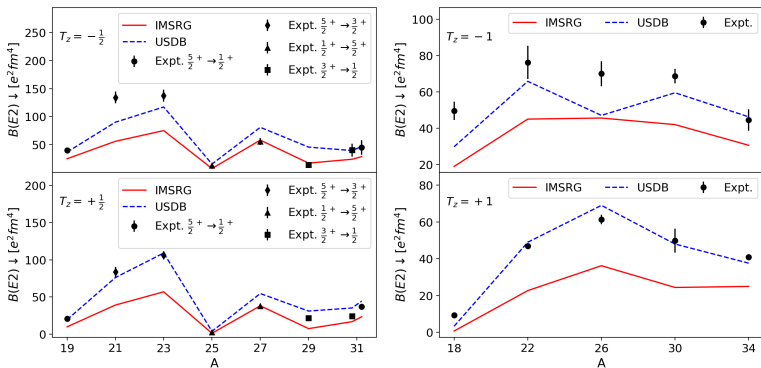 T_z = −1/2
IMSRG
USDB
Expt. 5/2⁺→1/2⁺
Expt. 5/2⁺→3/2⁺
Expt. 1/2⁺→5/2⁺
Expt. 3/2⁺→1/2
B(E2)↓[e²fm⁴]
250
200
150
100
50
T_z = −1
IMSRG
USDB
Expt.
B(E2)↓[e²fm⁴]
100
80
60
40
20
T_z = +1/2
IMSRG
USDB
Expt. 5/2⁺→1/2⁺
Expt. 5/2⁺→3/2⁺
Expt. 1/2⁺→5/2⁺
Expt. 3/2⁺→1/2
B(E2)↓[e²fm⁴]
200
150
100
50
0
19 21 23 25 27 29 31
A
T_z = +1
IMSRG
USDB
Expt.
B(E2)↓[e²fm⁴]
80
60
40
20
0
18 22 26 30 34
A